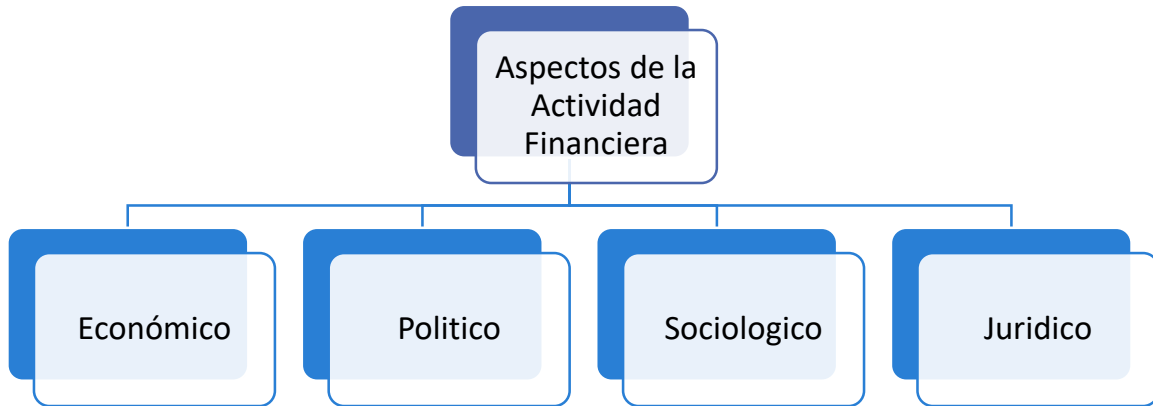 Aspectos de la
Actividad
Financiera
Económico
Politico
Sociologico
Juridico